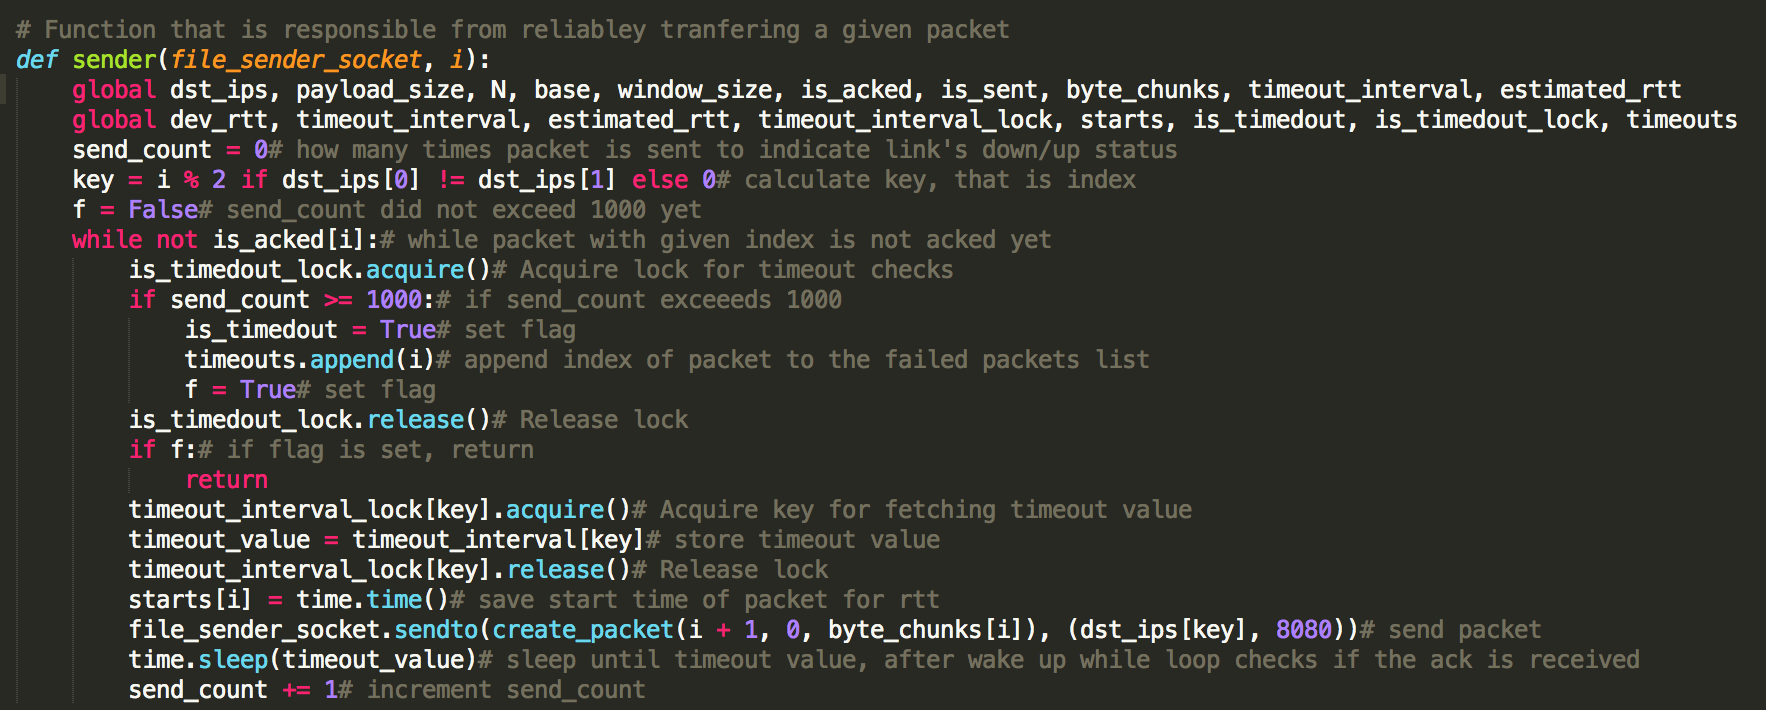 # Function that is responsible from reliabley tranfering a given packet
def sender(file_sender_socket, i):
    global dst_ips, payload_size, N, base, window_size, is_acked, is_sent, byte_chunks, timeout_interval, estimated_rtt
    global dev_rtt, timeout_interval, estimated_rtt, timeout_interval_lock, starts, is_timedout, is_timedout_lock, timeouts
    send_count = 0# how many times packet is sent to indicate link's down/up status
    key = i % 2 if dst_ips[0] != dst_ips[1] else 0# calculate key, that is index
    f = False# send_count did not exceed 1000 yet
    while not is_acked[i]:# while packet with given index is not acked yet
        is_timedout_lock.acquire()# Acquire lock for timeout checks
        if send_count >= 1000:# if send_count exceeeds 1000
            is_timedout = True# set flag
            timeouts.append(i)# append index of packet to the failed packets list
            f = True# set flag
        is_timedout_lock.release()# Release lock
        if f:# if flag is set, return
            return
        timeout_interval_lock[key].acquire()# Acquire key for fetching timeout value
        timeout_value = timeout_interval[key]# store timeout value
        timeout_interval_lock[key].release()# Release lock
        starts[i] = time.time()# save start time of packet for rtt
        file_sender_socket.sendto(create_packet(i + 1, 0, byte_chunks[i]), (dst_ips[key], 8080))# send packet
        time.sleep(timeout_value)# sleep until timeout value, after wake up while loop checks if the ack is received
        send_count += 1# increment send_count